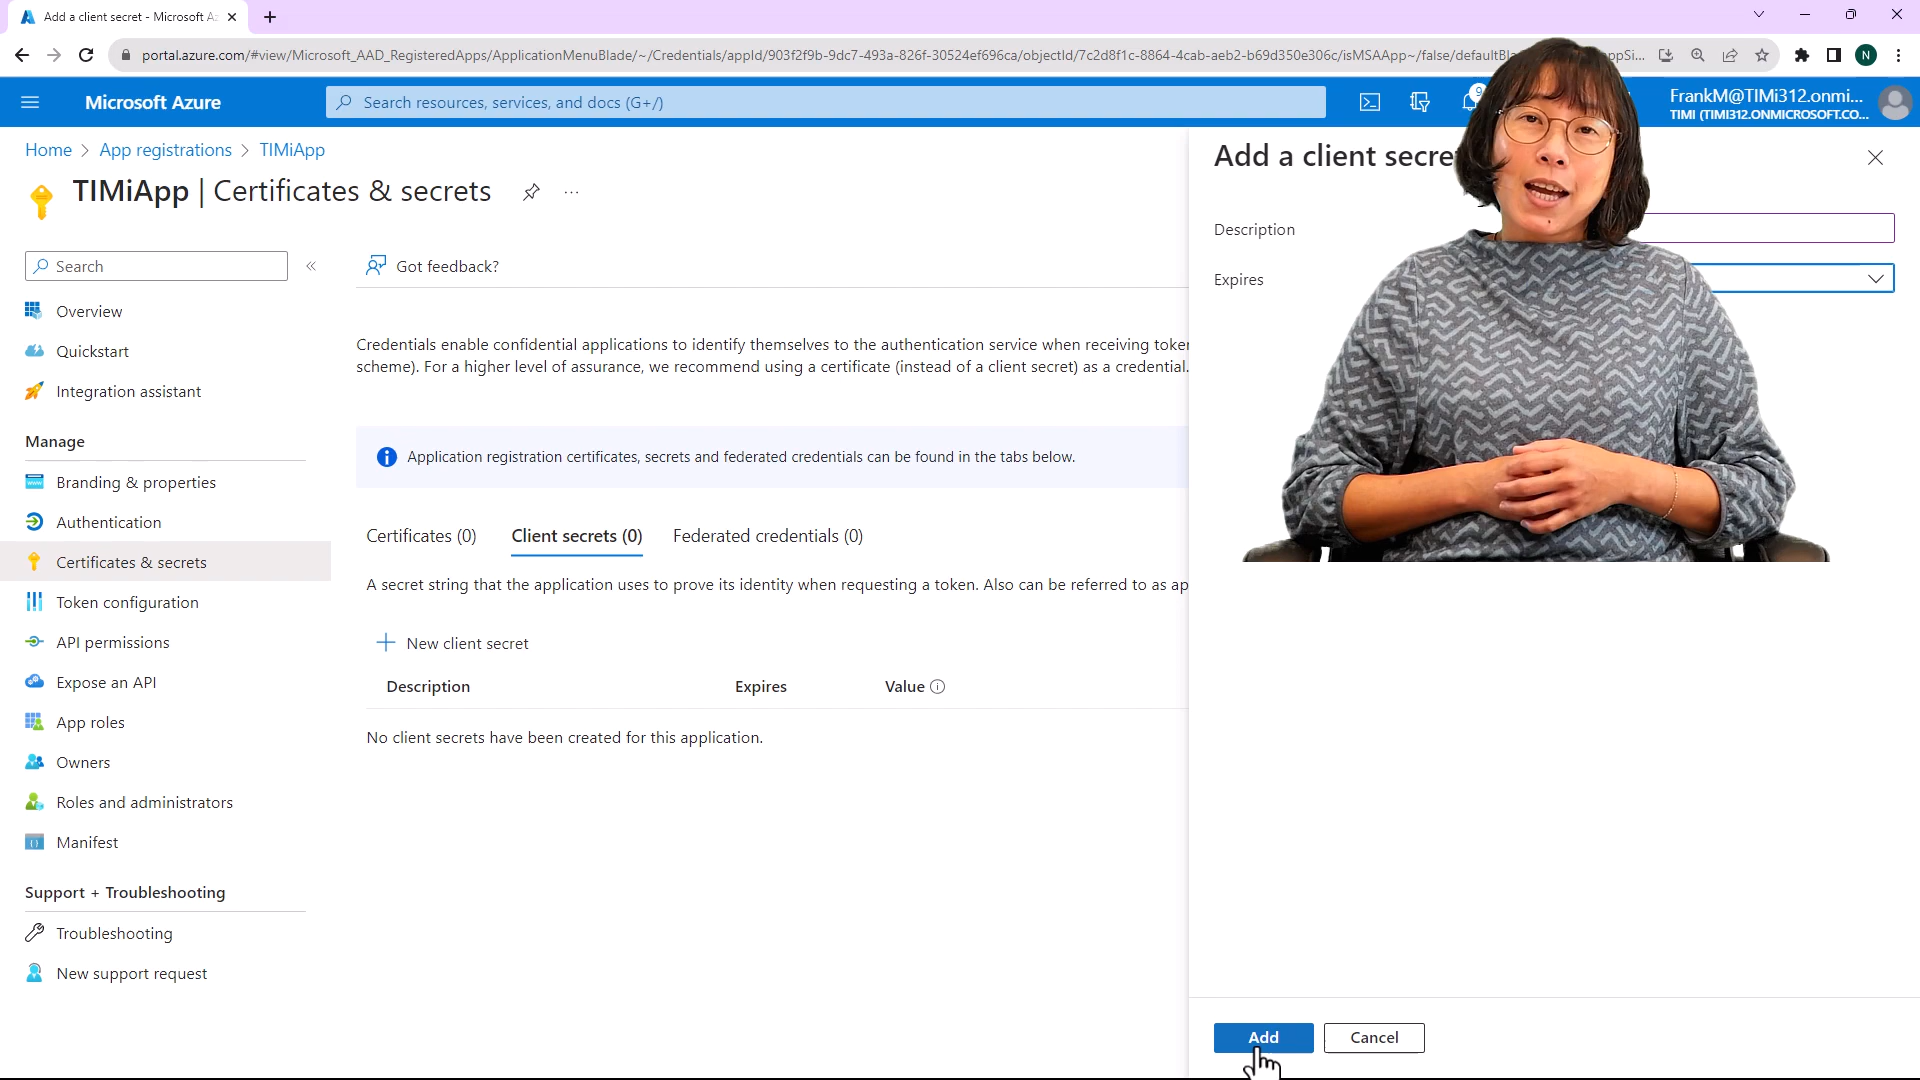 Add a client secret - Microsoft Az
portal.azure.com/#view/Microsoft_AAD_RegisteredApps/ApplicationMenuBlade/~/Credentials/appId/903f2f9b-9dc7-493a-826f-30524ef696ca/objectId/7c2d8f1c-8864-4cab-aeb2-b69d350e306c/isMSAApp~/false/defaultBla
ppSi...
N
Microsoft Azure
Search resources, services, and docs (G+/)
9
FrankM@TIMi312.onmi...
TIMI (TIMI312.ONMICROSOFT.CO...
Home > App registrations > TIMiApp
TIMiApp | Certificates & secrets
...
Search
«
Overview
Quickstart
Integration assistant
Manage
Branding & properties
Authentication
Certificates & secrets
Token configuration
API permissions
Expose an API
App roles
Owners
Roles and administrators
Manifest
Support + Troubleshooting
Troubleshooting
New support request
Got feedback?
Credentials enable confidential applications to identify themselves to the authentication service when receiving token
scheme). For a higher level of assurance, we recommend using a certificate (instead of a client secret) as a credential.
Application registration certificates, secrets and federated credentials can be found in the tabs below.
Certificates (0)
Client secrets (0)
Federated credentials (0)
A secret string that the application uses to prove its identity when requesting a token. Also can be referred to as ap
New client secret
Description
Expires
Value
No client secrets have been created for this application.
Add a client secre
Description
Expires
Add
Cancel